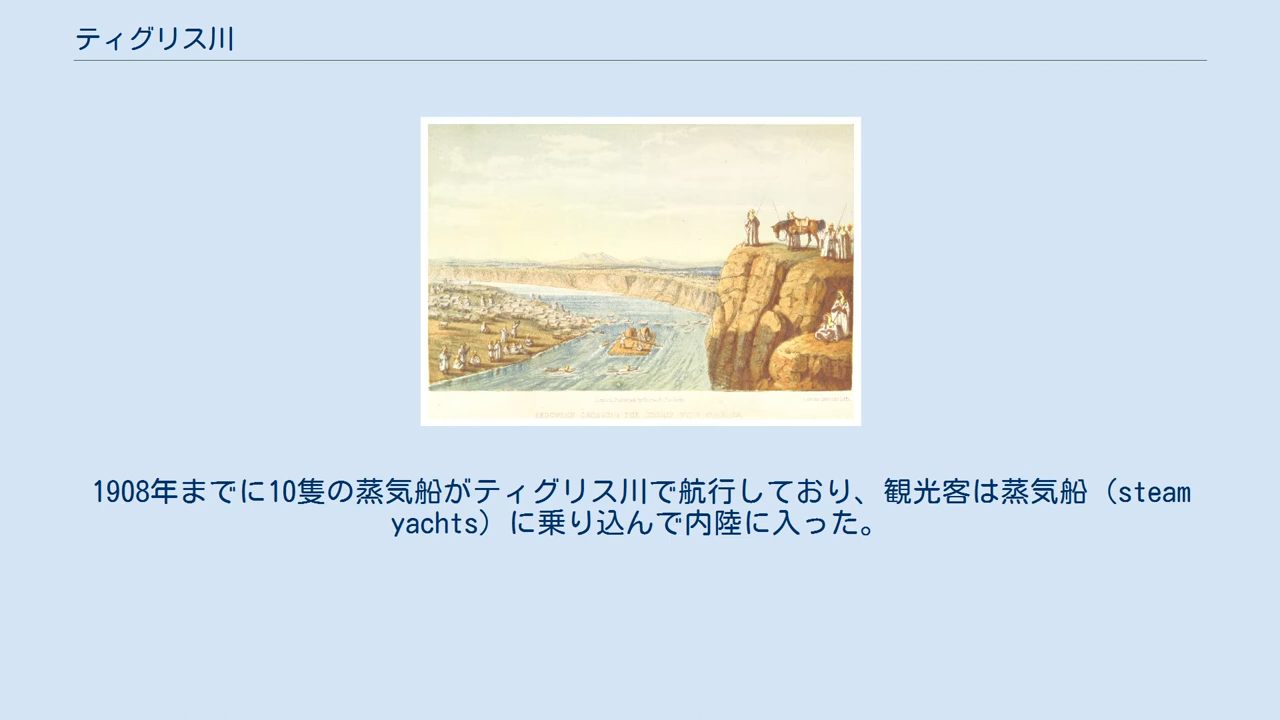 ティグリス川
1908年までに10隻の蒸気船がティグリス川で航行しており、観光客は蒸気船（steam
yachts）に乗り込んで内陸に入った。